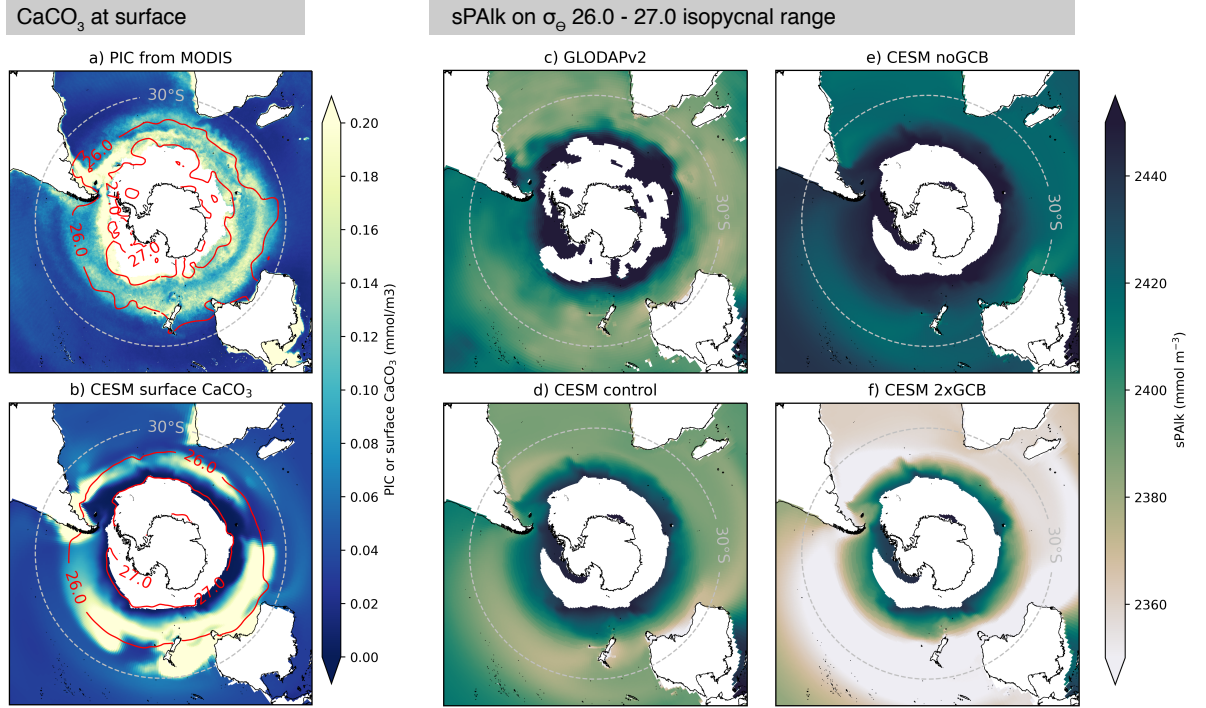 CaCO₃ at surface
sPAlk on σ_Θ 26.0 - 27.0 isopycnal range
a) PIC from MODIS
30°S
26.0
26.0
27.0
27.0
b) CESM surface CaCO₃
30°S
26.0
26.0
27.0
27.0
0.20
0.18
0.16
0.14
0.12
0.10
0.08
0.06
0.04
0.02
0.00
PIC or surface CaCO₃ (mmol/m3)
c) GLODAPv2
30°S
e) CESM noGCB
30°S
d) CESM control
30°S
f) CESM 2xGCB
30°S
2440
2420
2400
2380
2360
sPAlk (mmol m⁻³)